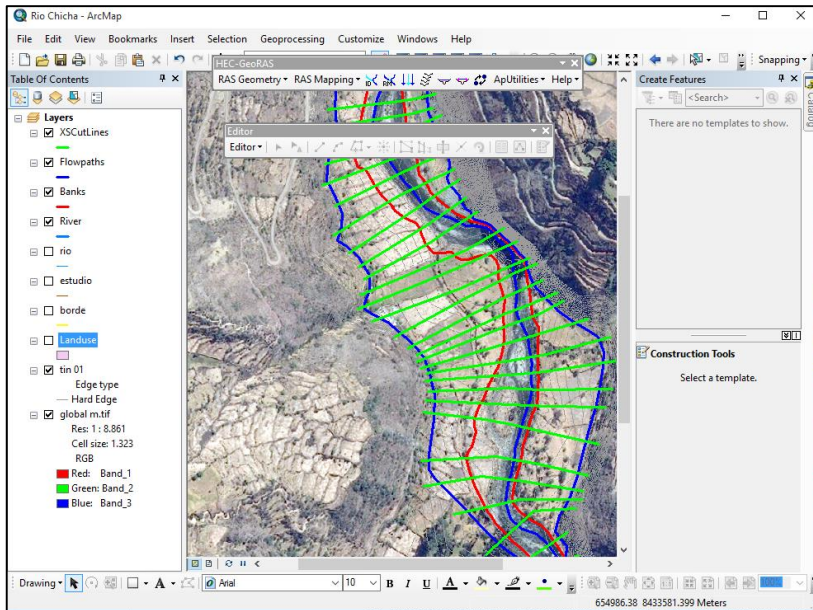 Rio Chicha - ArcMap
File Edit View Bookmarks Insert Selection Geoprocessing Customize Windows Help
Snapping
HEC-GeoRAS
RAS Geometry RAS Mapping ID RM ApUtilities Help
Table Of Contents
Layers
XSCutLines
Flowpaths
Banks
River
rio
estudio
borde
Landuse
tin 01
Edge type
Hard Edge
global m.tif
Res: 1 : 8.861
Cell size: 1.323
RGB
Red: Band_1
Green: Band_2
Blue: Band_3
Editor
Editor
Create Features
<Search>
There are no templates to show.
Construction Tools
Select a template.
Drawing A Arial 10 B I U A 100%
654986.38 8433581.399 Meters